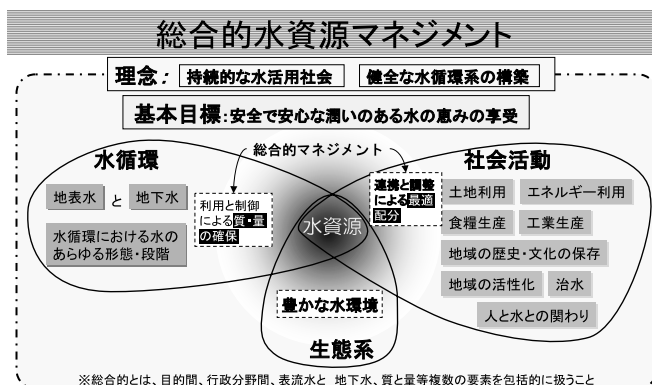 総合的水資源マネジメント
理念： 持続的な水活用社会 健全な水循環系の構築
基本目標：安全で安心な潤いのある水の恵みの享受
総合的マネジメント
水循環
地表水 と 地下水
水循環における水の
あらゆる形態・段階
利用と制御
による質・量
の確保
水資源
連携と調整
による最適
配分
社会活動
土地利用 エネルギー利用
食糧生産 工業生産
地域の歴史・文化の保存
地域の活性化 治水
人と水との関わり
豊かな水環境
生態系
※総合的とは、目的間、行政分野間、表流水と 地下水、質と量等複数の要素を包括的に扱うこと